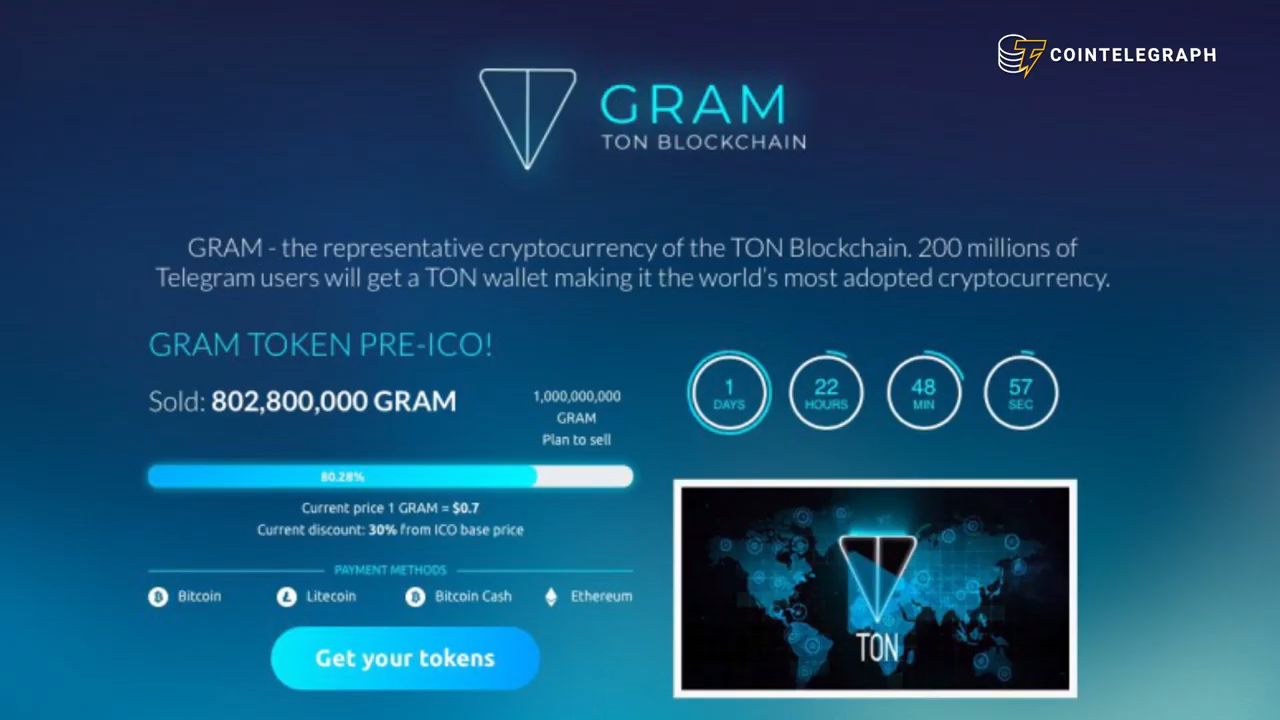 COINTELEGRAPH
GRAM
TON BLOCKCHAIN
GRAM - the representative cryptocurrency of the TON Blockchain. 200 millions of
Telegram users will get a TON wallet making it the world's most adopted cryptocurrency.
GRAM TOKEN PRE-ICO!
Sold: 802,800,000 GRAM
1,000,000,000
GRAM
Plan to sell
80.28%
Current price 1 GRAM = $0.7
Current discount: 30% from ICO base price
PAYMENT METHODS
Bitcoin Litecoin Bitcoin Cash Ethereum
Get your tokens
1 22 48 57
DAYS HOURS MIN SEC
TON